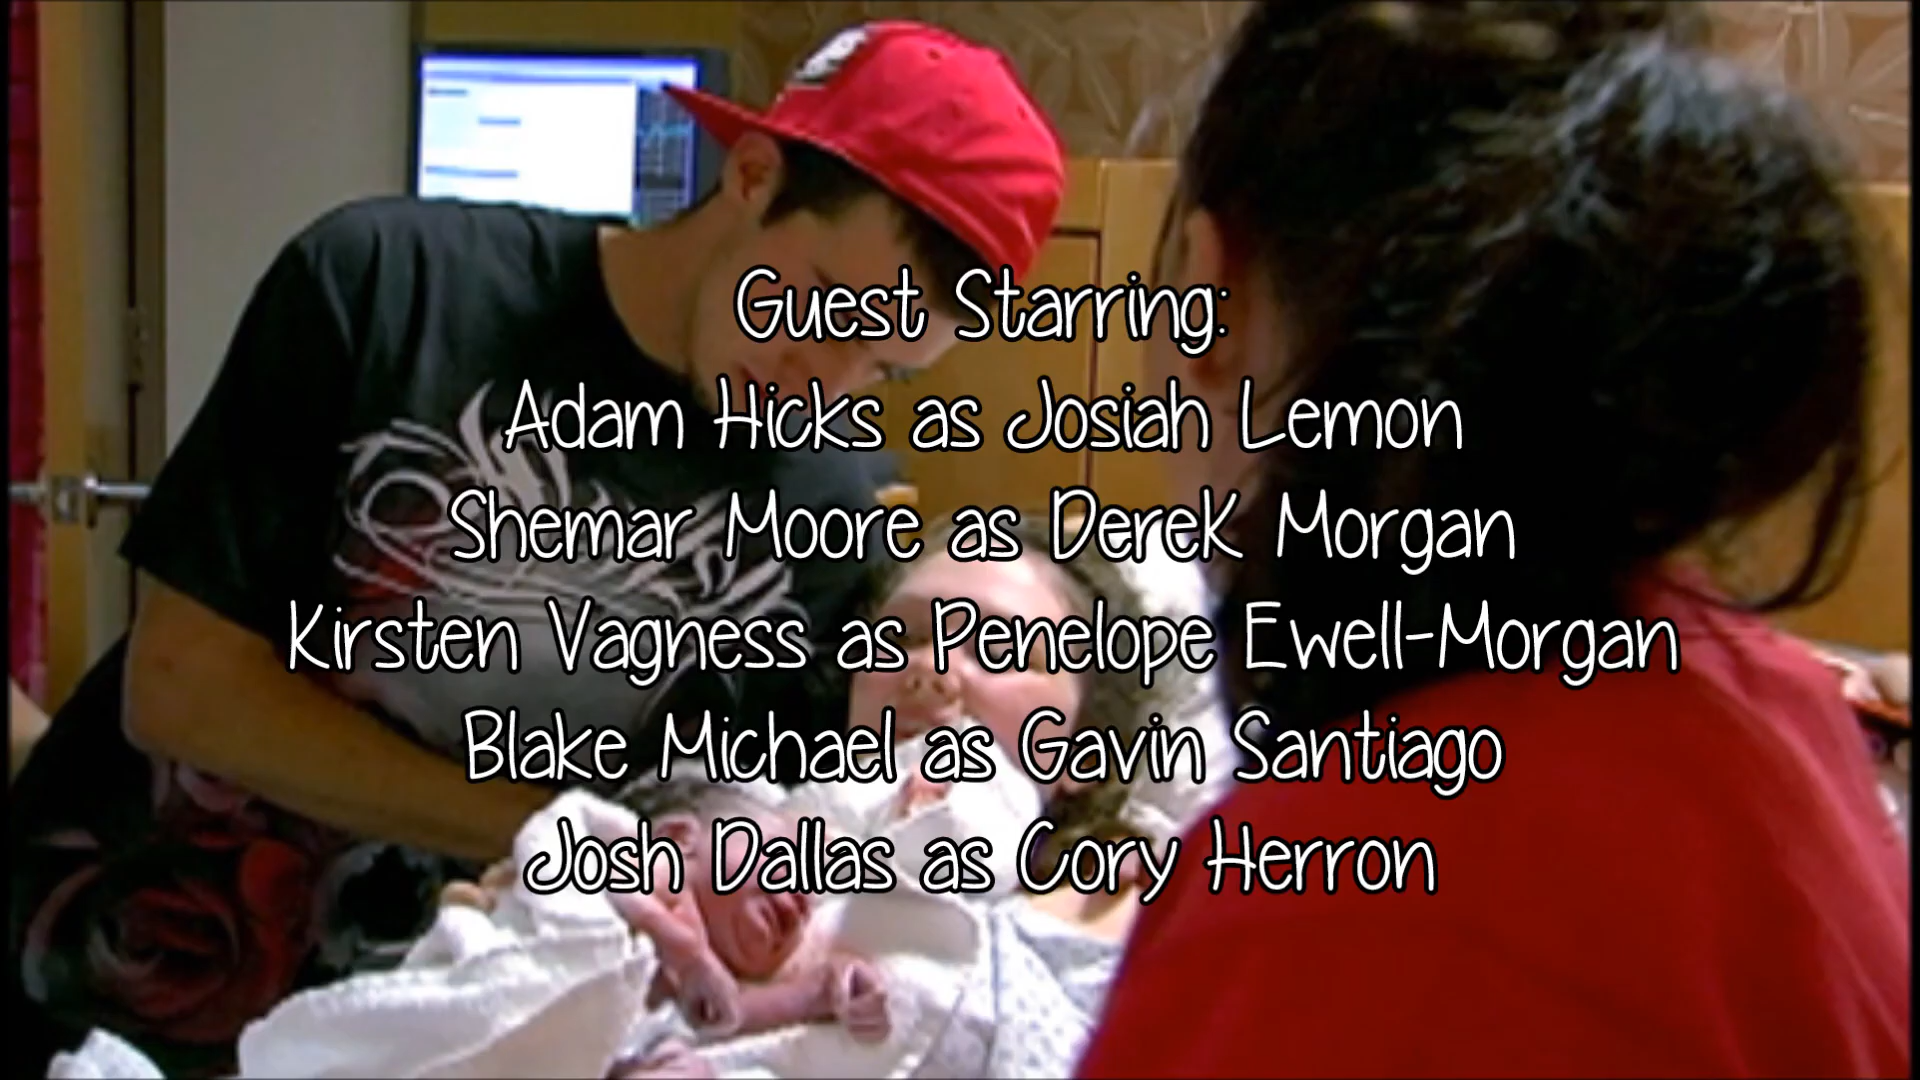 Guest Starring:
Adam Hicks as Josiah Lemon
Shemar Moore as Derek Morgan
Kirsten Vagness as Penelope Ewell-Morgan
Blake Michael as Gavin Santiago
Josh Dallas as Cory Herron